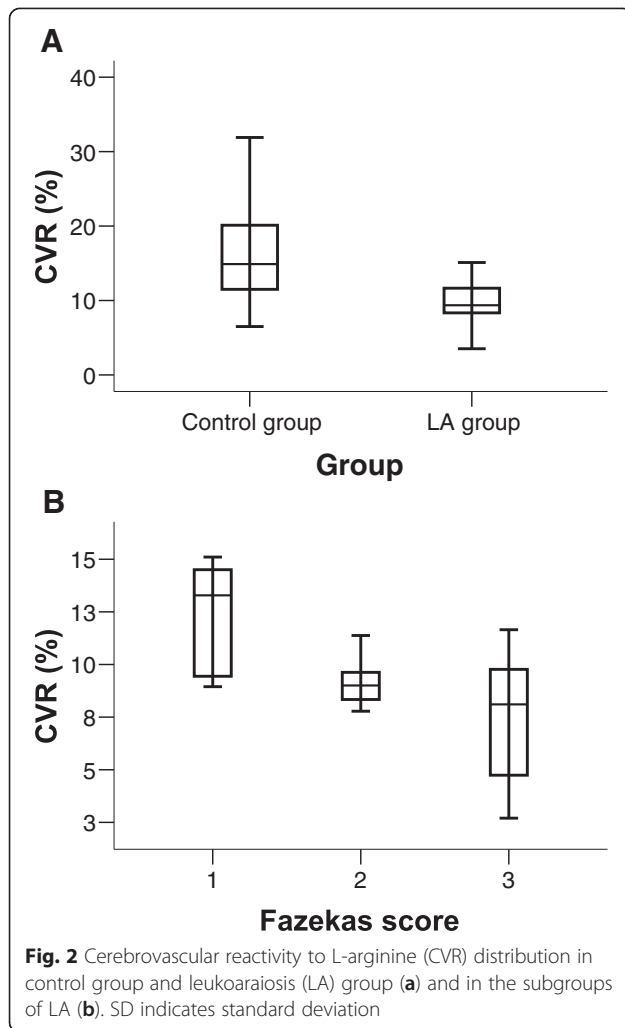 A
40
30
20
10
0
CVR (%)
Control group LA group
Group
B
15
13
10
8
5
3
CVR (%)
1 2 3
Fazekas score
Fig. 2 Cerebrovascular reactivity to L-arginine (CVR) distribution in
control group and leukoaraiosis (LA) group (a) and in the subgroups
of LA (b). SD indicates standard deviation